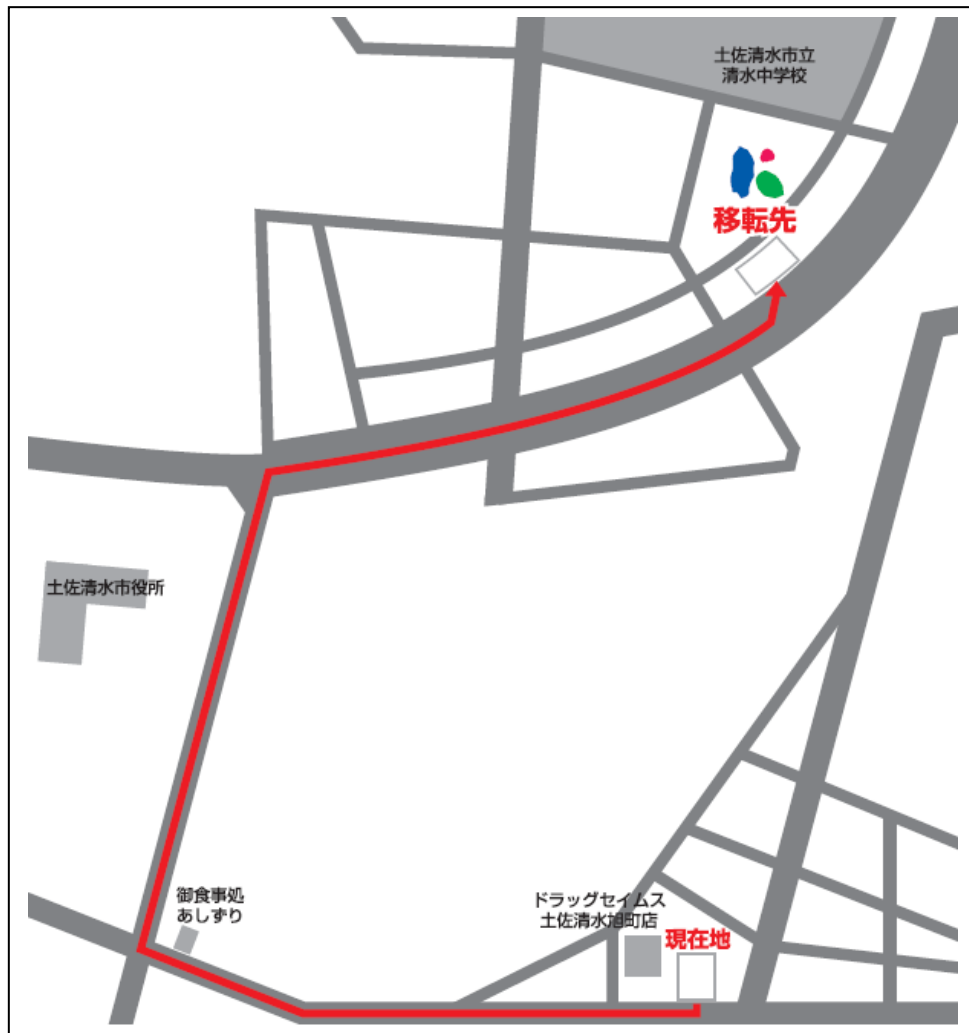 土佐清水市立
清水中学校
移転先
土佐清水市役所
御食事処
あしずり
ドラッグセイムス
土佐清水旭町店
現在地